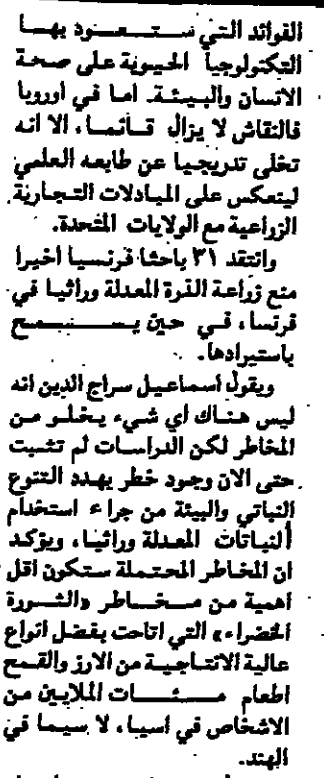 الفوائد التي ستعود بها
التكنولوجيا الحيوية على صحة
الانسان والبيئة. اما في اوروبا
فالنقاش لا يزال قائما، الا انه
تخلى تدريجيا عن طابعه العلمي
لينعكس على المبادلات التجارية
الزراعية مع الولايات المتحدة.
وانتقد ٣١ باحثا فرنسيا اخيرا
منع زراعة الذرة المعدلة وراثيا في
فرنسا، في حين يسمح
باستيرادها.
ويقول اسماعيل سراج الدين انه
ليس هناك أي شيء يخلو من
المخاطر لكن الدراسات لم تثبت
حتى الان وجود خطر يهدد التنوع
النباتي والبيئة من جراء استخدام
النباتات المعدلة وراثيا، ويؤكد
ان المخاطر المحتملة ستكون اقل
اهمية من مخاطر «الثورة
الخضراء» التي اتاحت بفضل انواع
عالية الانتاجية من الارز والقمح
اطعام مئات الملايين من
الاشخاص في اسيا، لا سيما في
الهند.